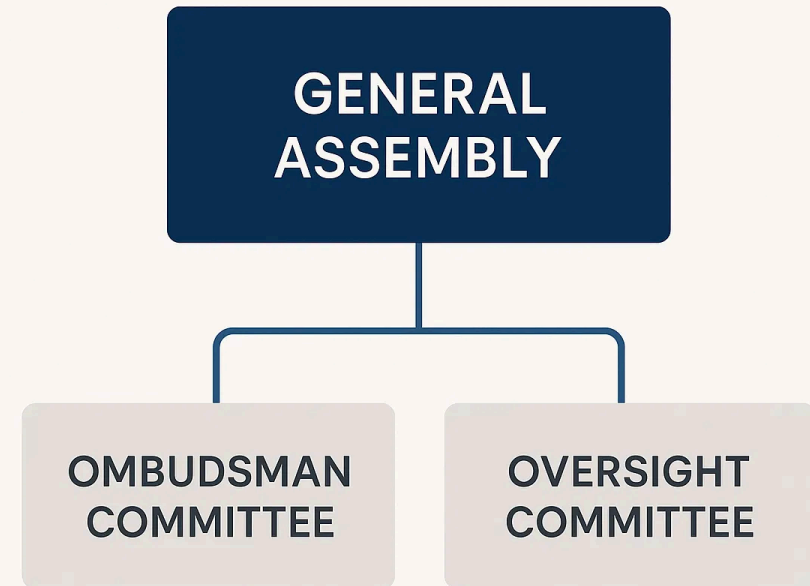 GENERAL
ASSEMBLY
OMBUDSMAN
COMMITTEE
OVERSIGHT
COMMITTEE